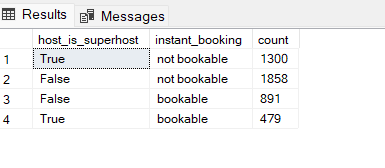 Results Messages
host_is_superhost instant_booking count
1 True not bookable 1300
2 False not bookable 1858
3 False bookable 891
4 True bookable 479